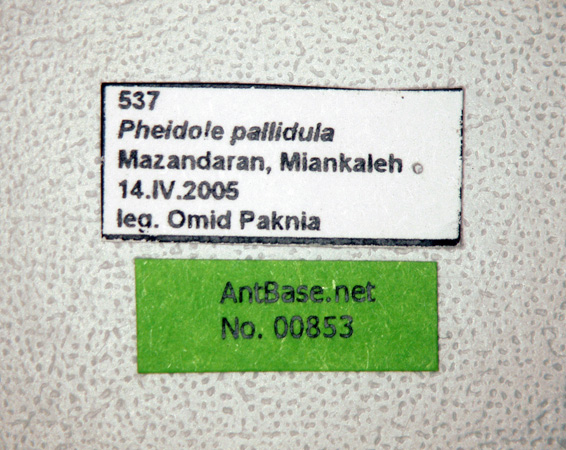 537
Pheidole pallidula
Mazandaran, Miankaleh
14.IV.2005
leg. Omid Paknia
AntBase.net
No. 00853